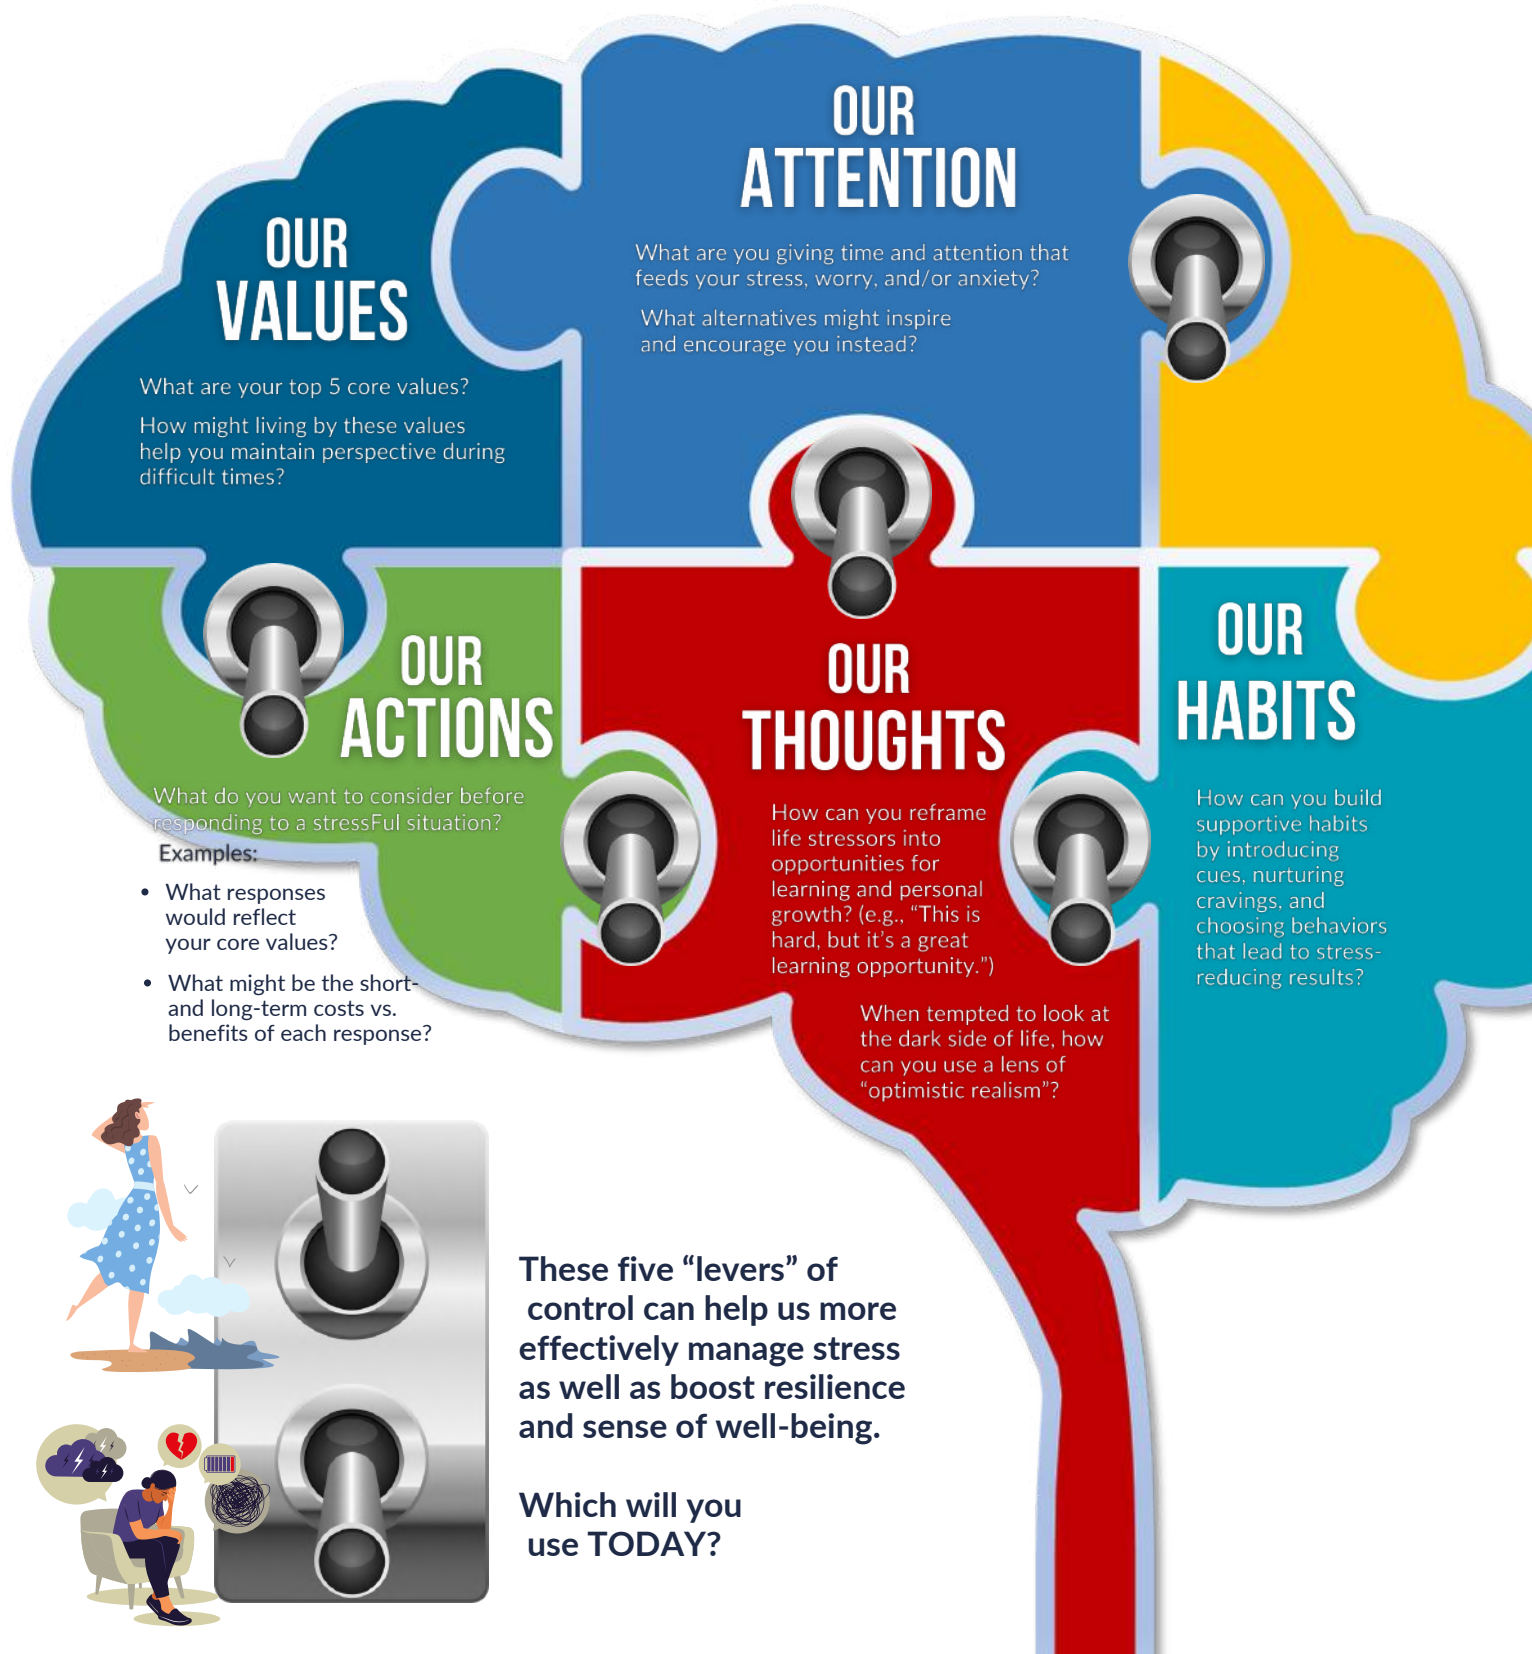 OUR
ATTENTION
What are you giving time and attention that
feeds your stress, worry, and/or anxiety?
What alternatives might inspire
and encourage you instead?
OUR
VALUES
What are your top 5 core values?
How might living by these values
help you maintain perspective during
difficult times?
OUR
ACTIONS
What do you want to consider before
responding to a stressFul situation?
Examples:
• What responses
would reflect
your core values?
• What might be the short-
and long-term costs vs.
benefits of each response?
OUR
THOUGHTS
How can you reframe
life stressors into
opportunities for
learning and personal
growth? (e.g., “This is
hard, but it’s a great
learning opportunity.”)
When tempted to look at
the dark side of life, how
can you use a lens of
“optimistic realism”?
OUR
HABITS
How can you build
supportive habits
by introducing
cues, nurturing
cravings, and
choosing behaviors
that lead to stress-
reducing results?
These five “levers” of
control can help us more
effectively manage stress
as well as boost resilience
and sense of well-being.
Which will you
use TODAY?